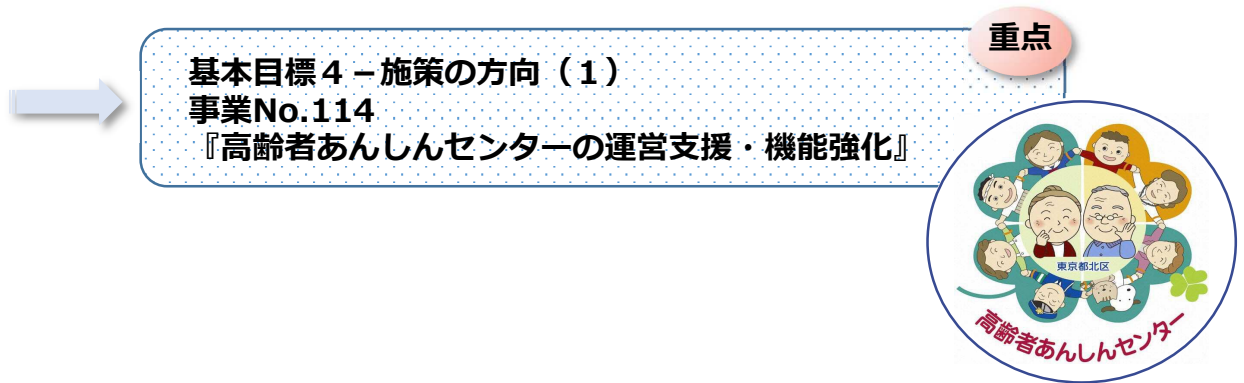 重点
基本目標４－施策の方向（１）
事業No.114
『高齢者あんしんセンターの運営支援・機能強化』
東京都北区
高齢者あんしんセンター